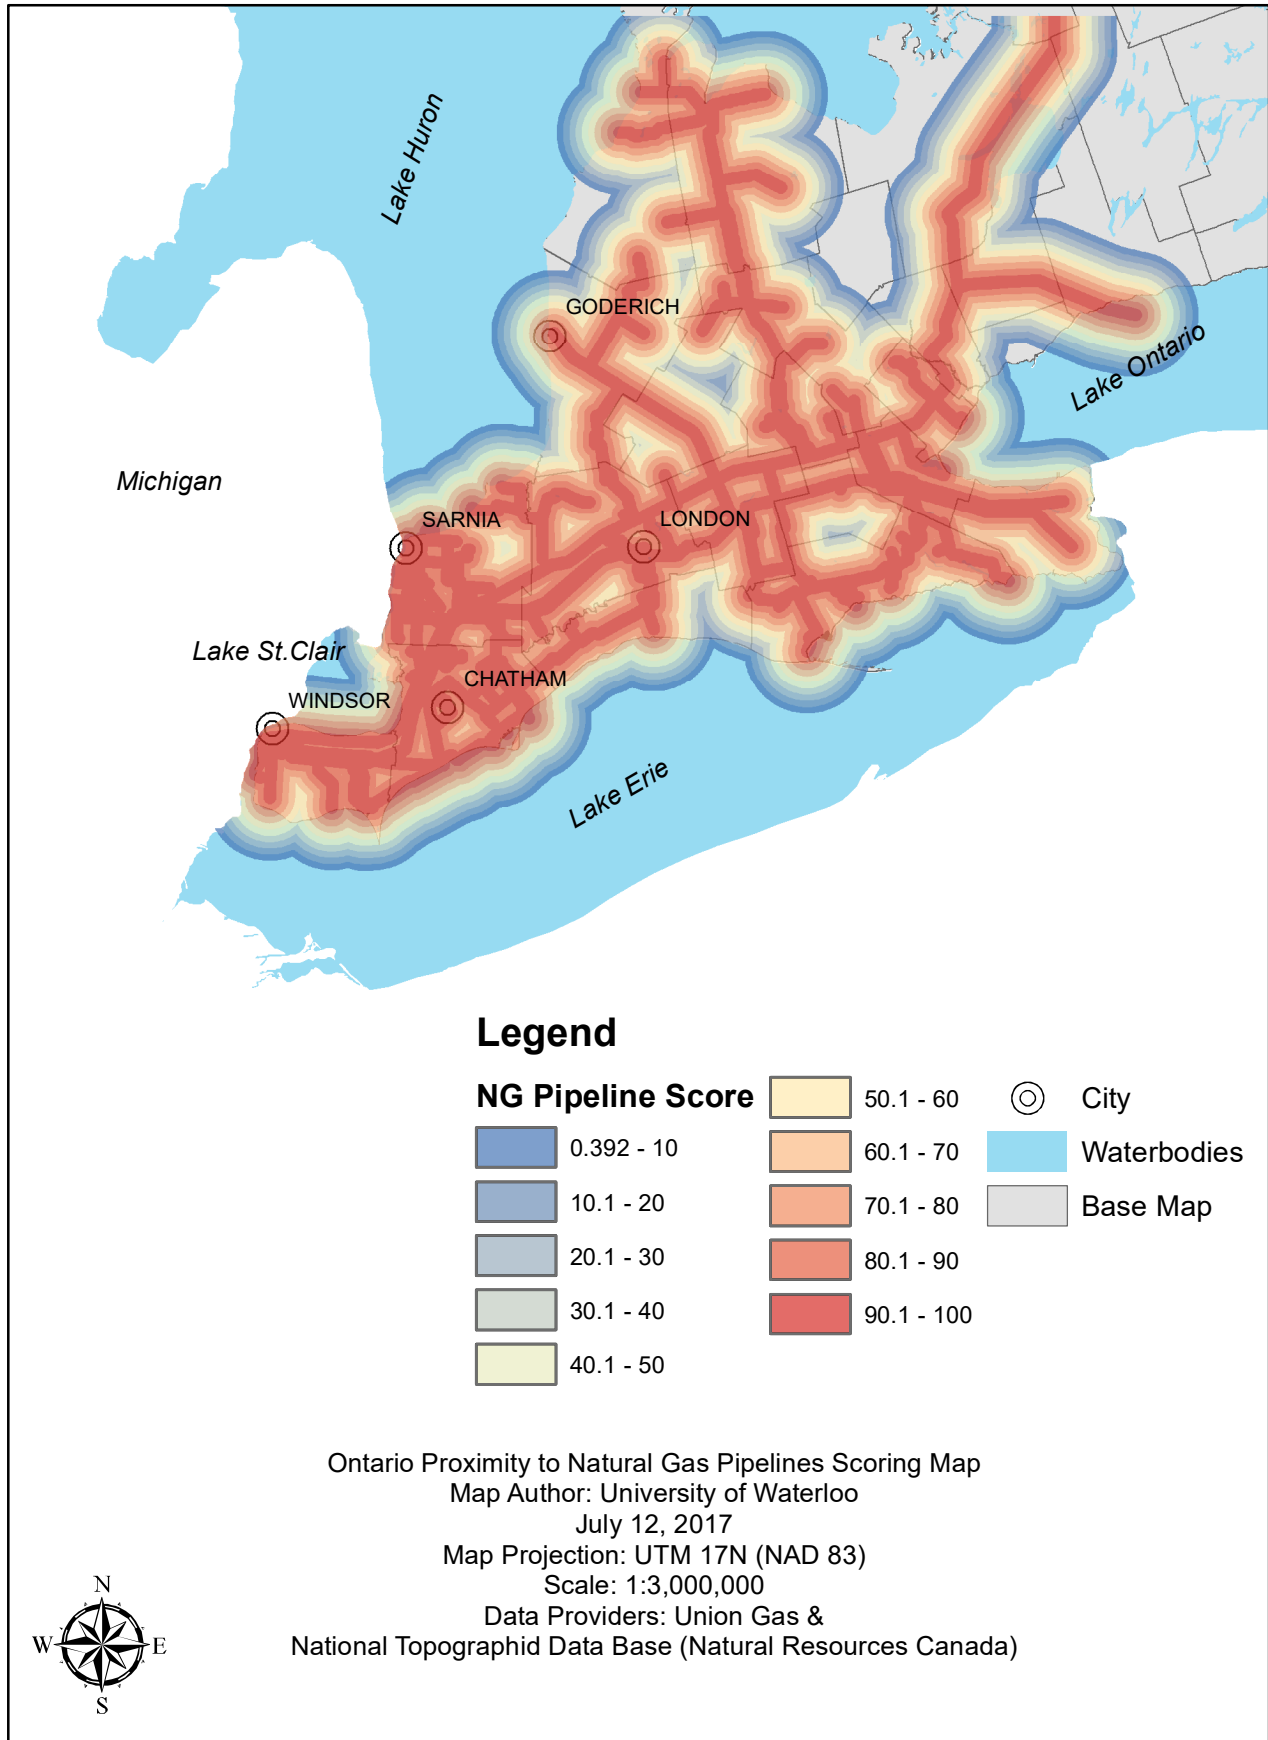 Lake Huron
GODERICH
Lake Ontario
Michigan
SARNIA
LONDON
Lake St.Clair
CHATHAM
WINDSOR
Lake Erie
Legend
NG Pipeline Score
0.392 - 10
10.1 - 20
20.1 - 30
30.1 - 40
40.1 - 50
50.1 - 60
60.1 - 70
70.1 - 80
80.1 - 90
90.1 - 100
City
Waterbodies
Base Map
Ontario Proximity to Natural Gas Pipelines Scoring Map
Map Author: University of Waterloo
July 12, 2017
Map Projection: UTM 17N (NAD 83)
Scale: 1:3,000,000
Data Providers: Union Gas &
National Topographid Data Base (Natural Resources Canada)
N
W E
S